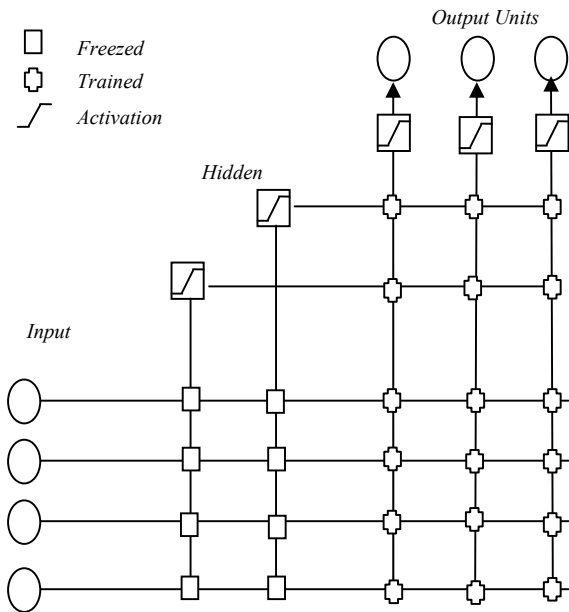 Output Units
Freezed
Trained
Activation
Hidden
Input